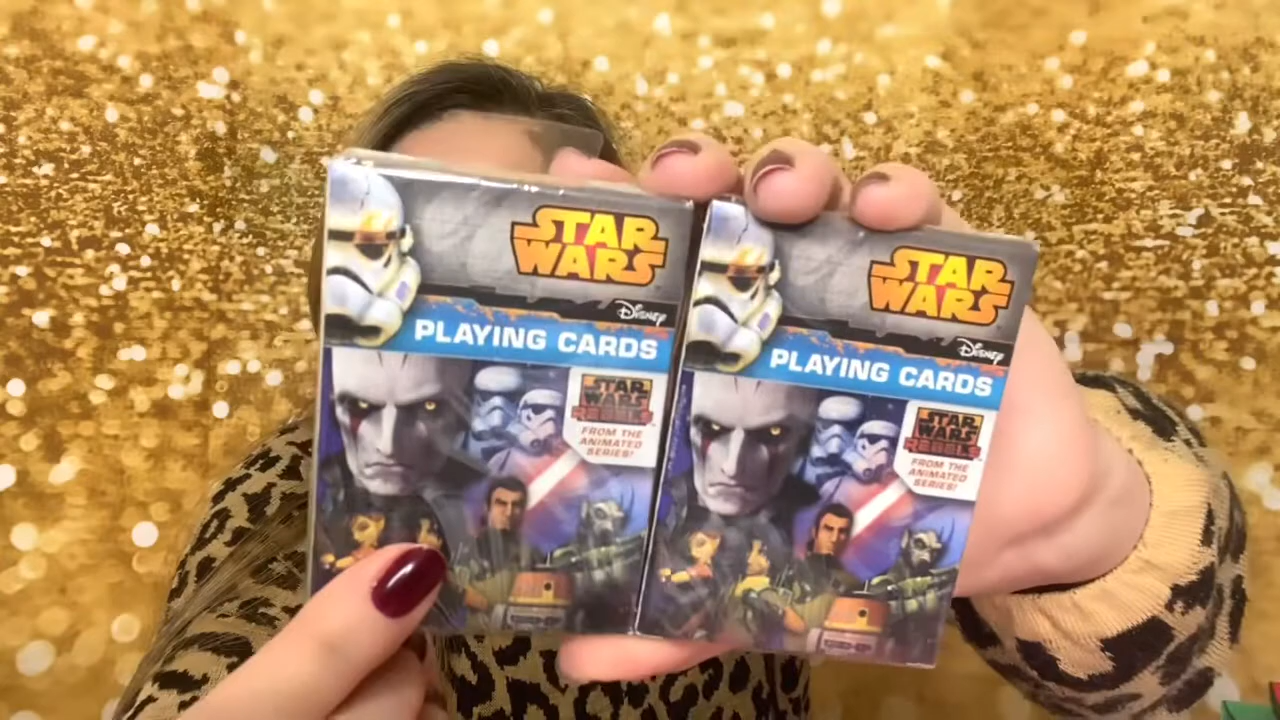 STAR
WARS
Disney
PLAYING CARDS
STAR
WARS
REBELS
FROM THE
ANIMATED
SERIES!
STAR
WARS
Disney
PLAYING CARDS
STAR
WARS
REBELS
FROM THE
ANIMATED
SERIES!